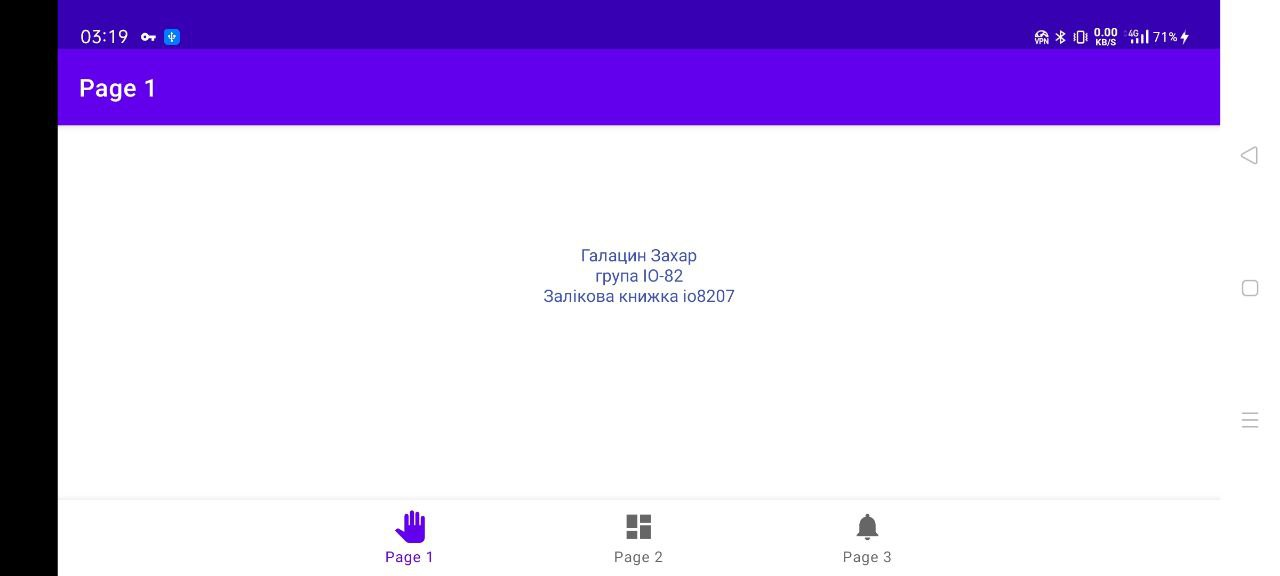 03:19
VPN
0.00
KB/S
4G
71%
Page 1
Галацин Захар
група ІО-82
Залікова книжка іо8207
Page 1
Page 2
Page 3